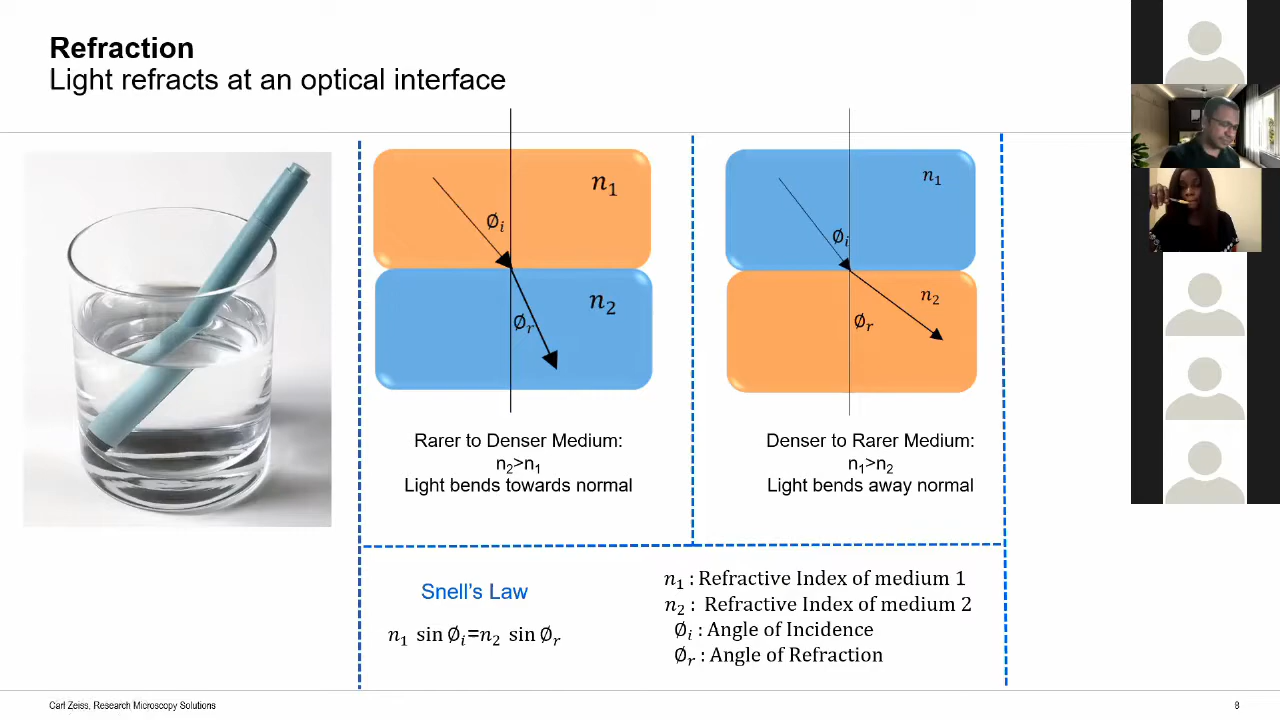 Refraction
Light refracts at an optical interface
n₁
∅ᵢ
n₂
∅ᵣ
Rarer to Denser Medium:
n₂>n₁
Light bends towards normal
n₁
∅ᵢ
n₂
∅ᵣ
Denser to Rarer Medium:
n₁>n₂
Light bends away normal
Snell's Law
n₁ sin ∅ᵢ=n₂ sin ∅ᵣ
n₁ : Refractive Index of medium 1
n₂ : Refractive Index of medium 2
∅ᵢ : Angle of Incidence
∅ᵣ : Angle of Refraction
Carl Zeiss, Research Microscopy Solutions
8